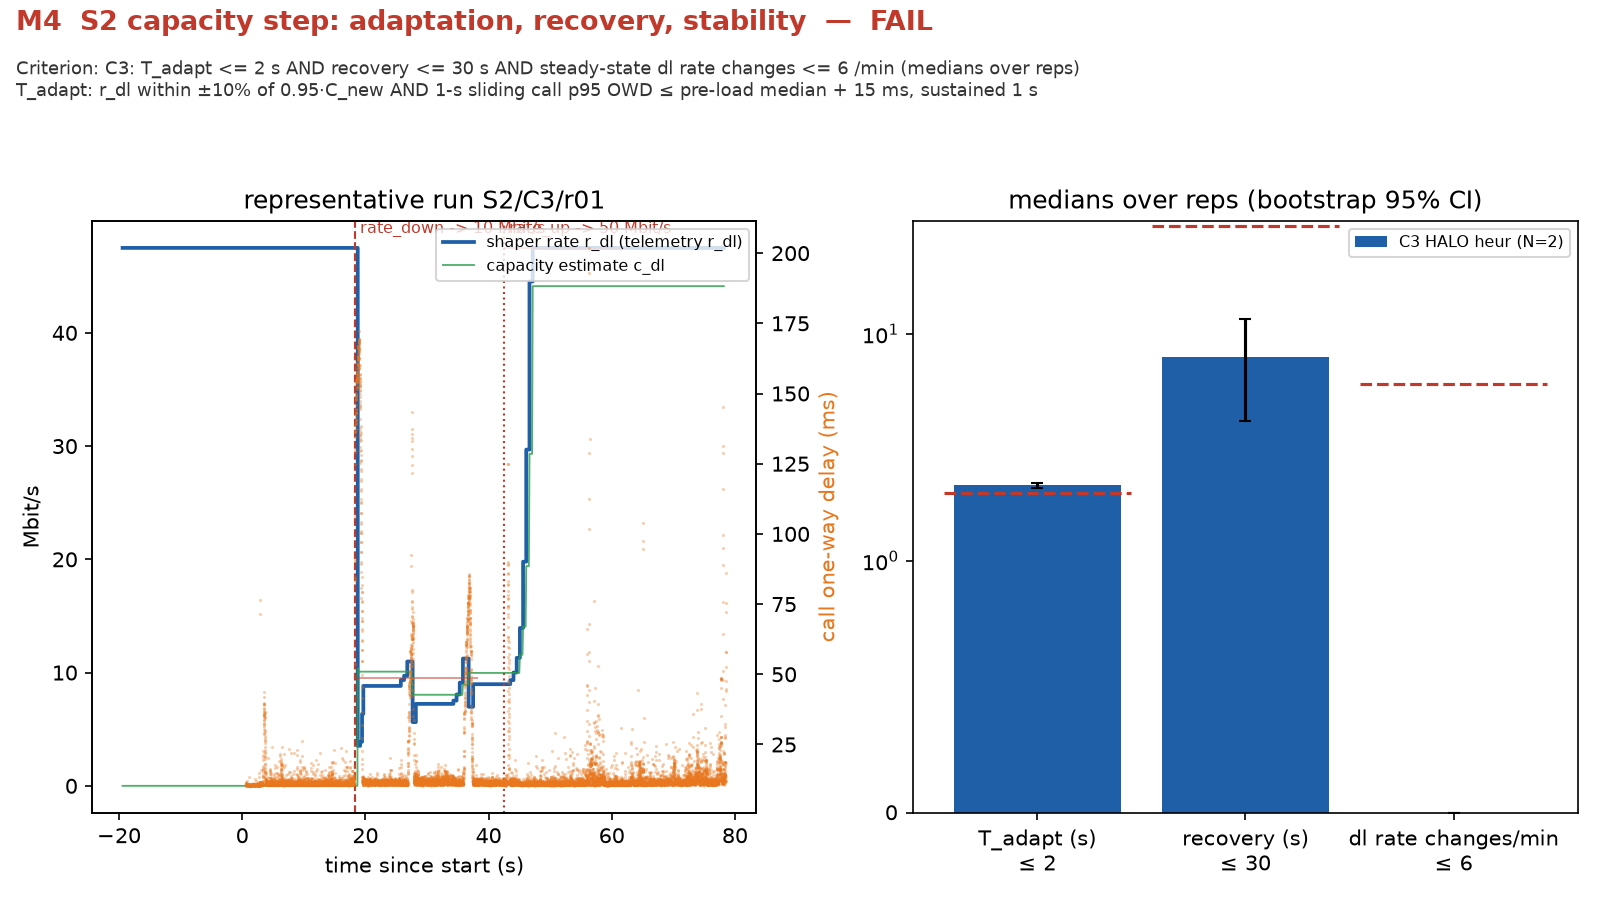 M4  S2 capacity step: adaptation, recovery, stability  —  FAIL
Criterion: C3: T_adapt <= 2 s AND recovery <= 30 s AND steady-state dl rate changes <= 6 /min (medians over reps)
T_adapt: r_dl within ±10% of 0.95·C_new AND 1-s sliding call p95 OWD ≤ pre-load median + 15 ms, sustained 1 s
representative run S2/C3/r01
rate_down -> 10 Mbit/s
up -> 50 Mbit/s
shaper rate r_dl (telemetry r_dl)
capacity estimate c_dl
Mbit/s
40
30
20
10
0
200
175
150
125
100
75
50
25
call one-way delay (ms)
−20 0 20 40 60 80
time since start (s)
medians over reps (bootstrap 95% CI)
C3 HALO heur (N=2)
10¹
10⁰
0
T_adapt (s) recovery (s) dl rate changes/min
≤ 2 ≤ 30 ≤ 6